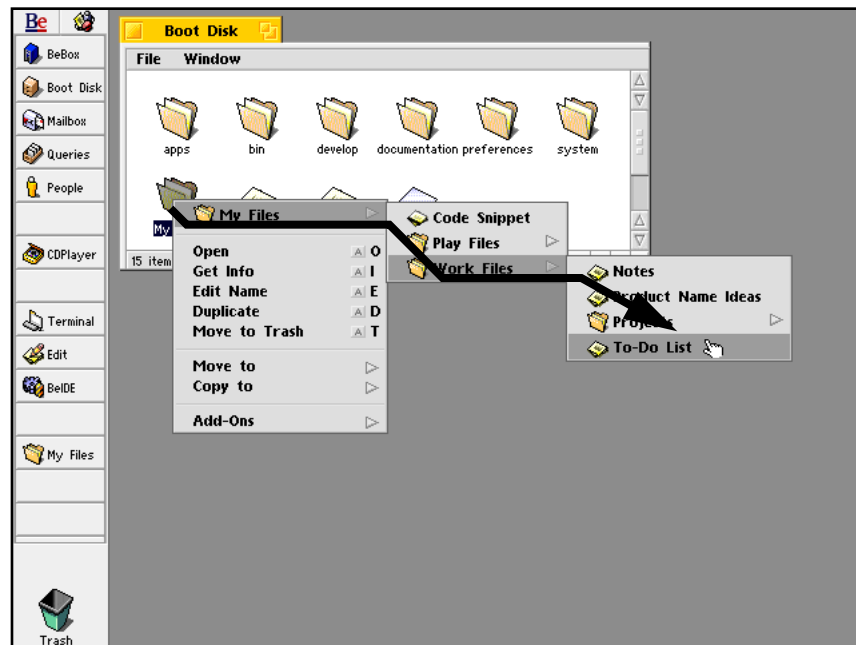 Be
BeBox
Boot Disk
Mailbox
Queries
People
CDPlayer
Terminal
Edit
BeIDE
My Files
Trash
Boot Disk
File Window
apps bin develop documentation preferences system
My
15 item
My Files
Open A O
Get Info A I
Edit Name A E
Duplicate A D
Move to Trash A T
Move to
Copy to
Add-Ons
Code Snippet
Play Files
Work Files
Notes
Product Name Ideas
Projects
To-Do List